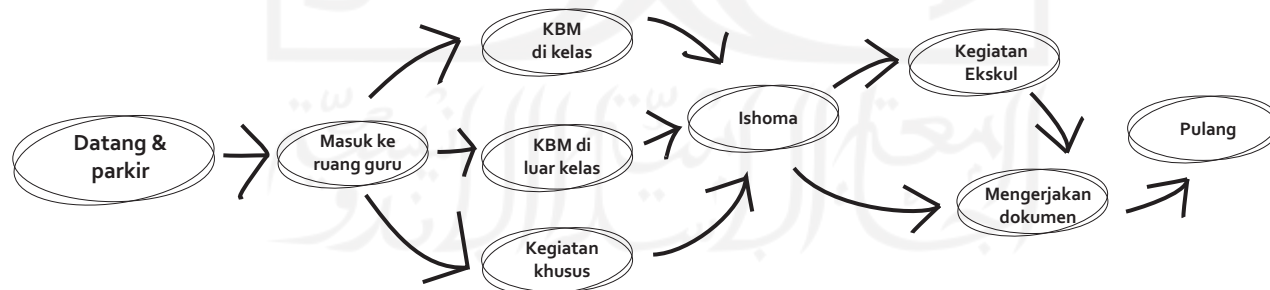 Datang &
parkir
Masuk ke
ruang guru
KBM
di kelas
KBM di
luar kelas
Kegiatan
khusus
Ishoma
Kegiatan
Ekskul
Mengerjakan
dokumen
Pulang